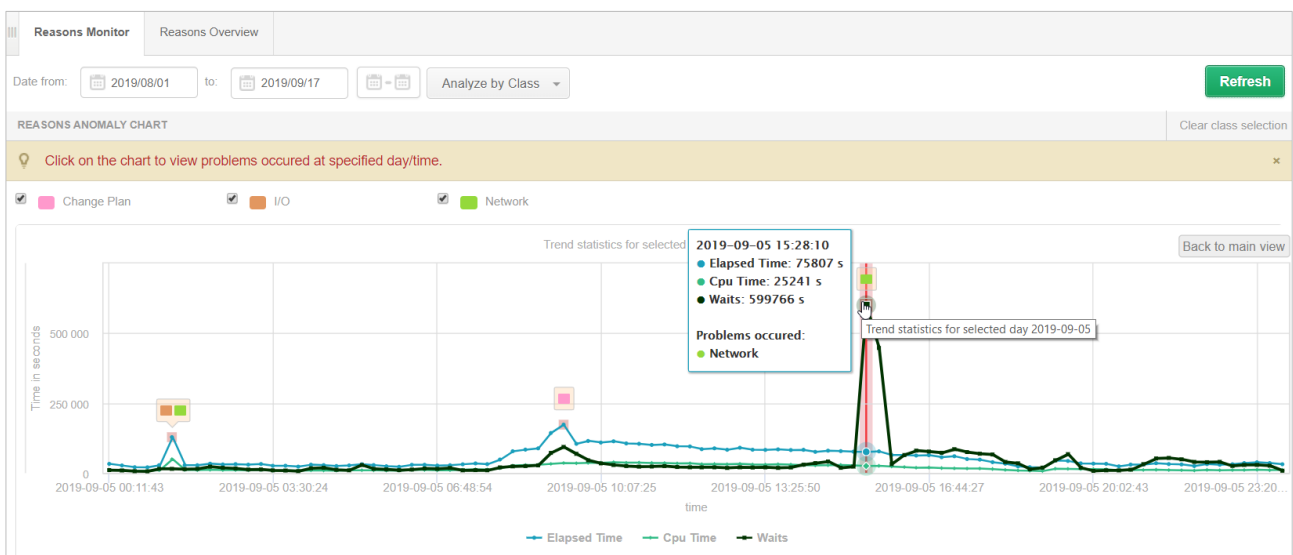 Reasons Monitor
Reasons Overview
Date from: 2019/08/01 to: 2019/09/17 Analyze by Class Refresh
REASONS ANOMALY CHART Clear class selection
Click on the chart to view problems occured at specified day/time. ×
Change Plan I/O Network
Trend statistics for selected
Back to main view
2019-09-05 15:28:10
Elapsed Time: 75807 s
Cpu Time: 25241 s
Waits: 599766 s
Problems occured:
Network
Trend statistics for selected day 2019-09-05
Time in seconds
500 000
250 000
0
2019-09-05 00:11:43 2019-09-05 03: 2019-09-05 06:48:54 2019-09-05 10:07:25 2019-09-05 13:25:50 2019-09-05 16:44:27 2019-09-05 20:02:43 2019-09-05 23:20...
time
Elapsed Time Cpu Time Waits